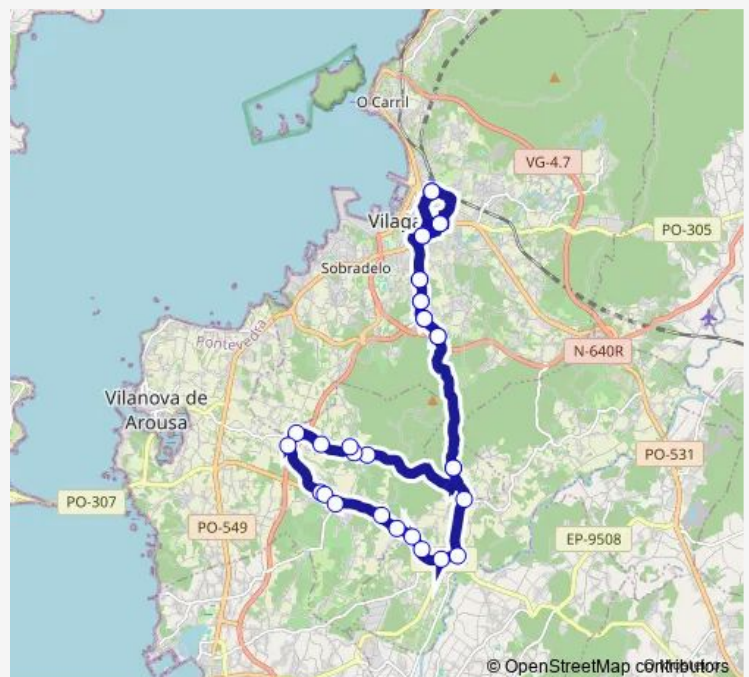 O Carril
VG-4.7
Vilaga
PO-305
Sobradelo
Pontevedra
N-640R
Vilanova de
Arousa
PO-531
PO-307
PO-549
EP-9508
© OpenStreetMap contributors